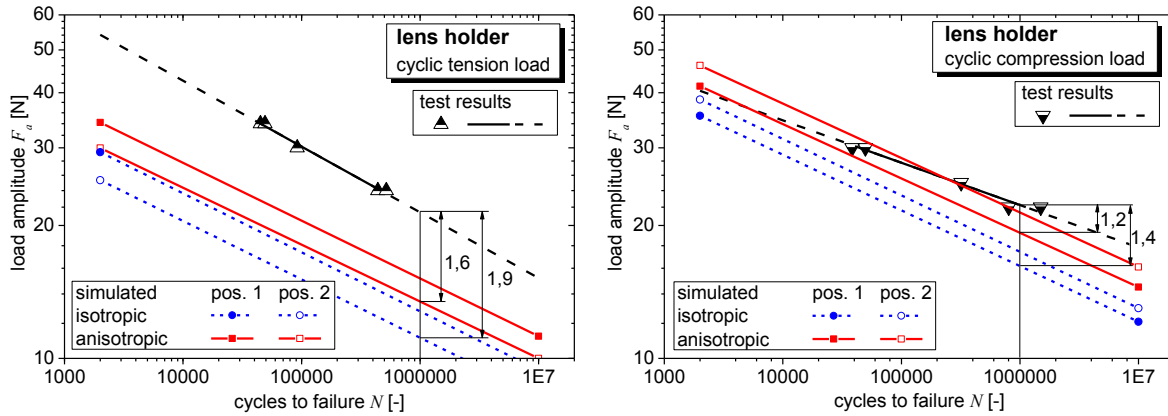 60
50
40
30
20
10
load amplitude Fa [N]
lens holder
cyclic tension load
test results
1,6
1,9
simulated pos. 1 pos. 2
isotropic
anisotropic
1000 10000 100000 1000000 1E7
cycles to failure N [-]
60
50
40
30
20
10
load amplitude Fa [N]
lens holder
cyclic compression load
test results
1,2
1,4
simulated pos. 1 pos. 2
isotropic
anisotropic
1000 10000 100000 1000000 1E7
cycles to failure N [-]